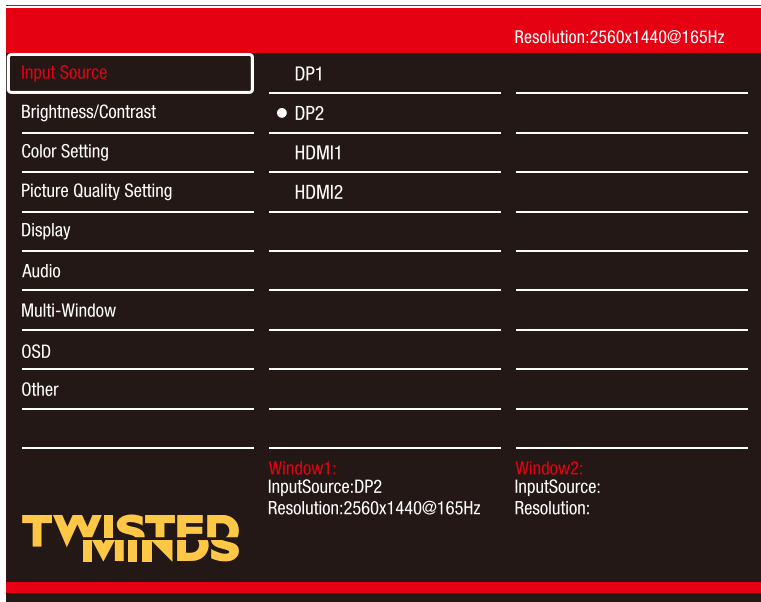 Resolution:2560x1440@165Hz
Input Source
Brightness/Contrast
Color Setting
Picture Quality Setting
Display
Audio
Multi-Window
OSD
Other
DP1
DP2
HDMI1
HDMI2
Window1:
InputSource:DP2
Resolution:2560x1440@165Hz
Window2:
InputSource:
Resolution:
TWISTED
MINDS